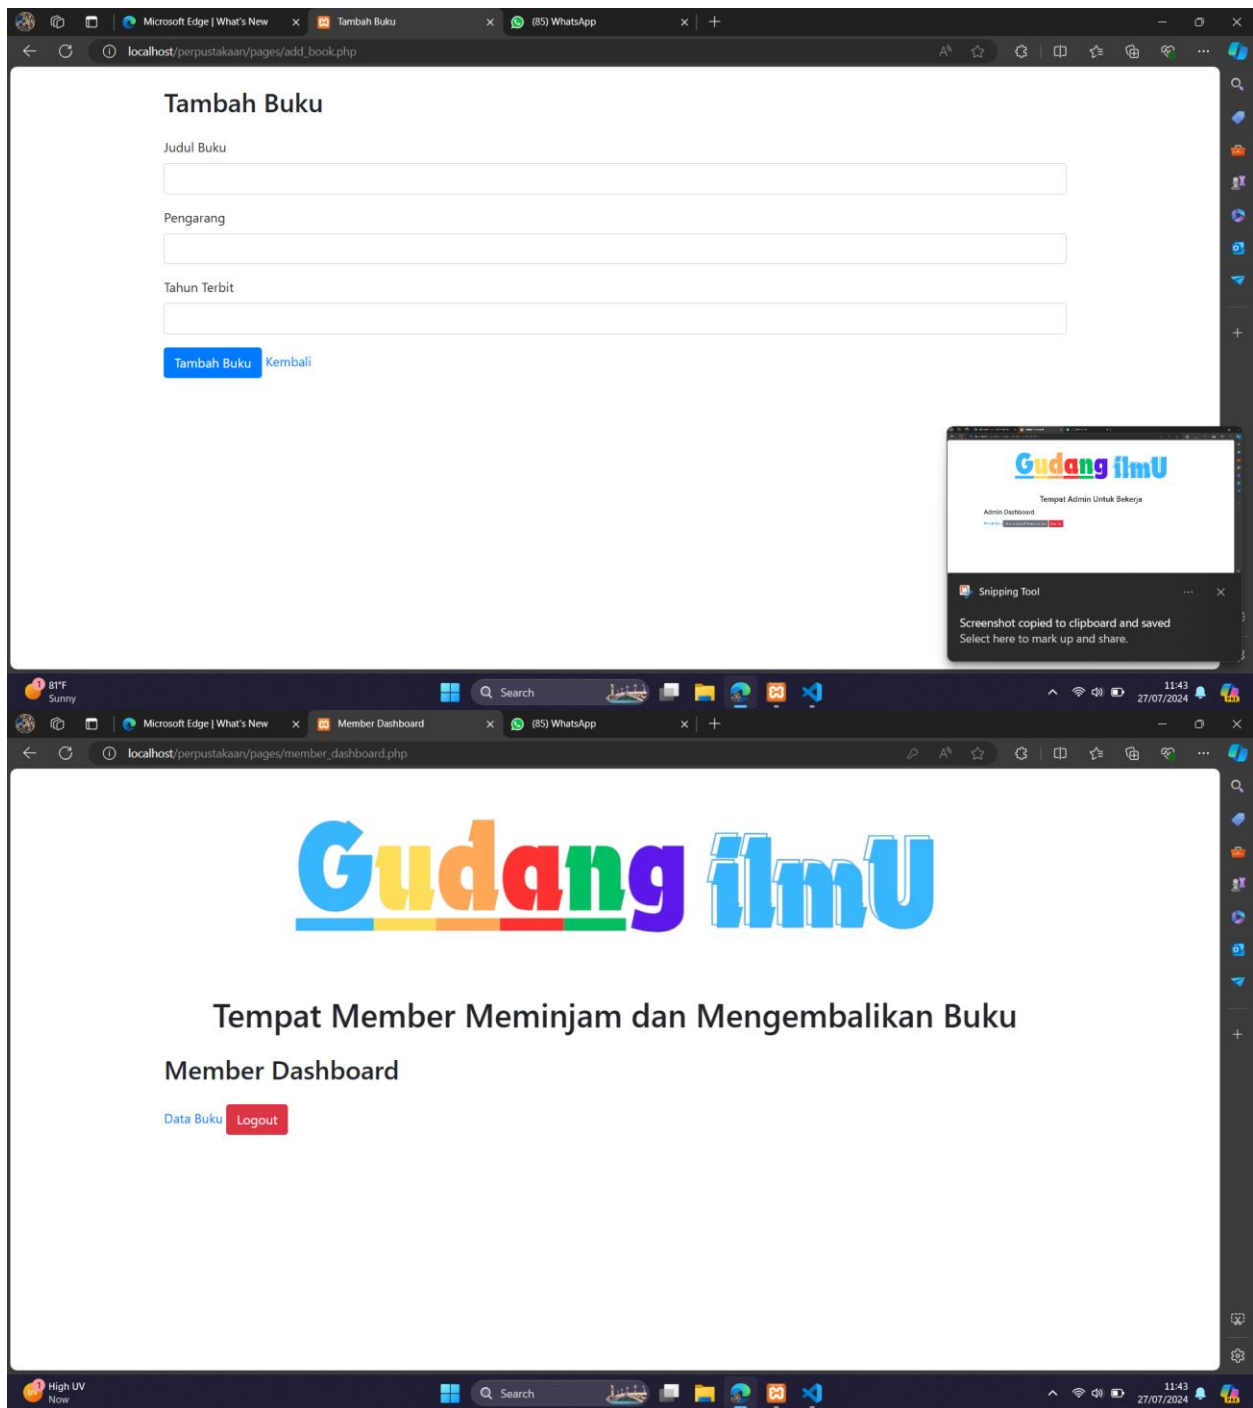 Microsoft Edge | What's New
Tambah Buku
(85) WhatsApp
localhost/perpustakaan/pages/add_book.php
Tambah Buku
Judul Buku
Pengarang
Tahun Terbit
Tambah Buku Kembali
Gudang ilmU
Tempat Admin Untuk Bekerja
Admin Dashboard
Snipping Tool
Screenshot copied to clipboard and saved
Select here to mark up and share.
1
81°F
Sunny
Search
11:43
27/07/2024
Microsoft Edge | What's New
Member Dashboard
(85) WhatsApp
localhost/perpustakaan/pages/member_dashboard.php
Gudang ilmU
Tempat Member Meminjam dan Mengembalikan Buku
Member Dashboard
Data Buku Logout
1
High UV
Now
Search
11:43
27/07/2024